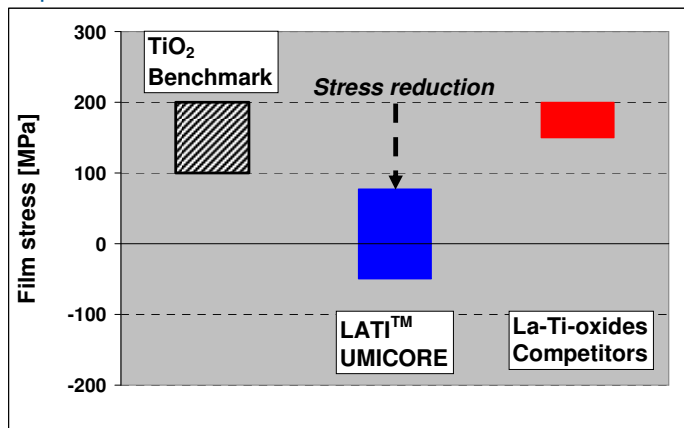 Film stress [MPa]
300
200
100
0
-100
-200
TiO₂
Benchmark
Stress reduction
LATI™
UMICORE
La-Ti-oxides
Competitors